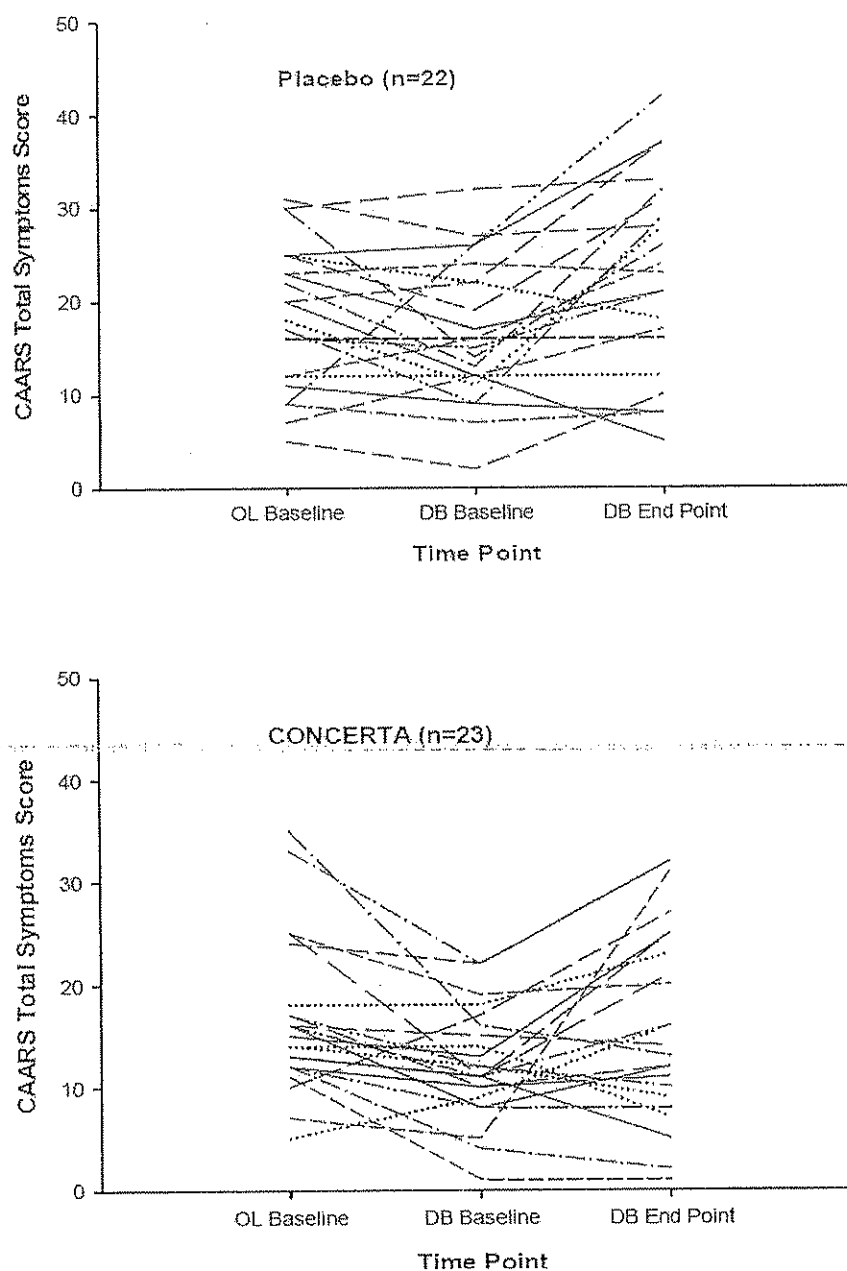 50
Placebo (n=22)
40
30
20
10
0
CAARS Total Symptoms Score
OL Baseline DB Baseline DB End Point
Time Point
50
CONCERTA (n=23)
40
30
20
10
0
CAARS Total Symptoms Score
OL Baseline DB Baseline DB End Point
Time Point